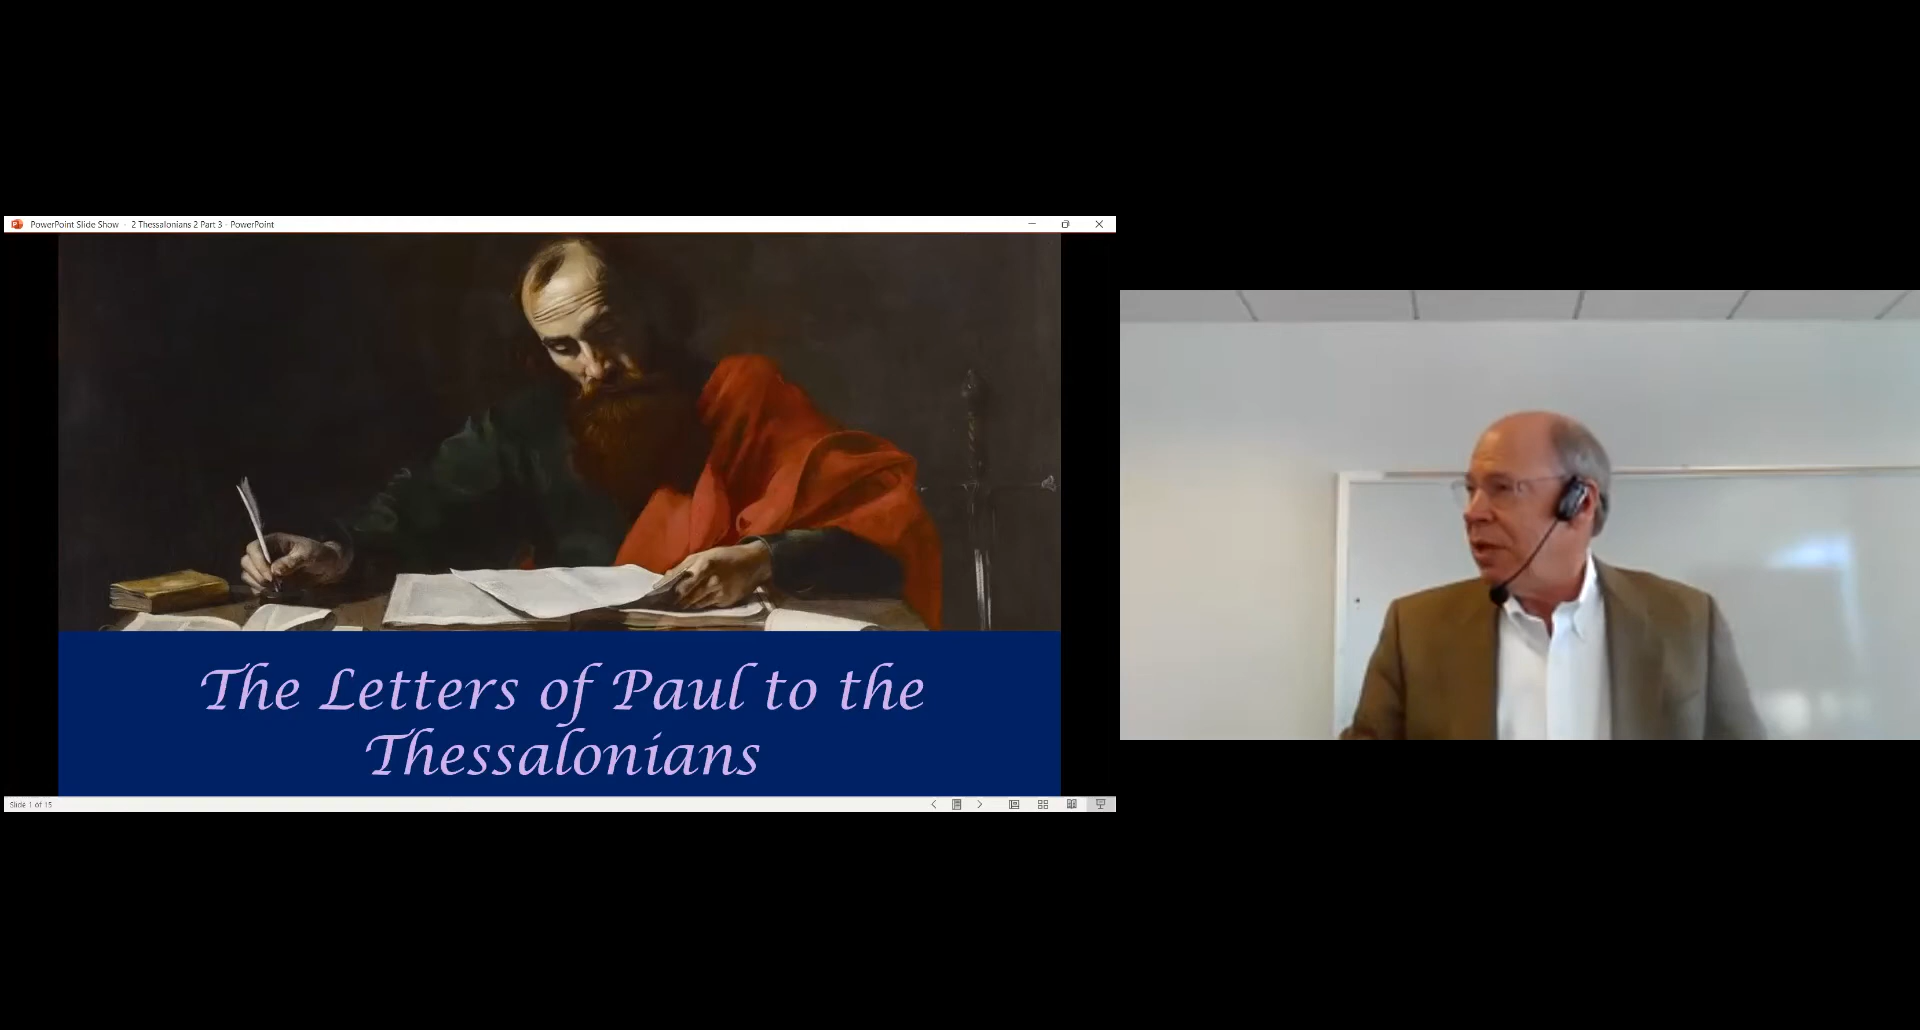 PowerPoint Slide Show - 2 Thessalonians 2 Part 3 - PowerPoint
The Letters of Paul to the
Thessalonians
Slide 1 of 15